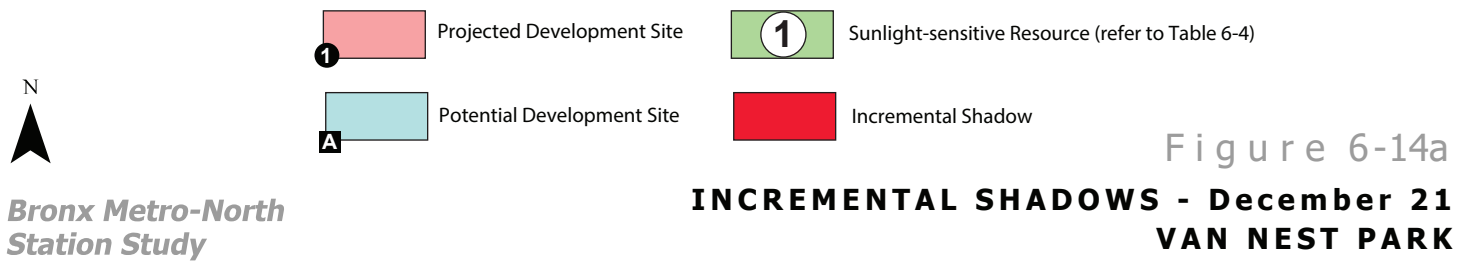 Projected Development Site
1
1
Sunlight-sensitive Resource (refer to Table 6-4)
N
Potential Development Site
A
Incremental Shadow
Figure 6-14a
Bronx Metro-North
Station Study
INCREMENTAL SHADOWS - December 21
VAN NEST PARK